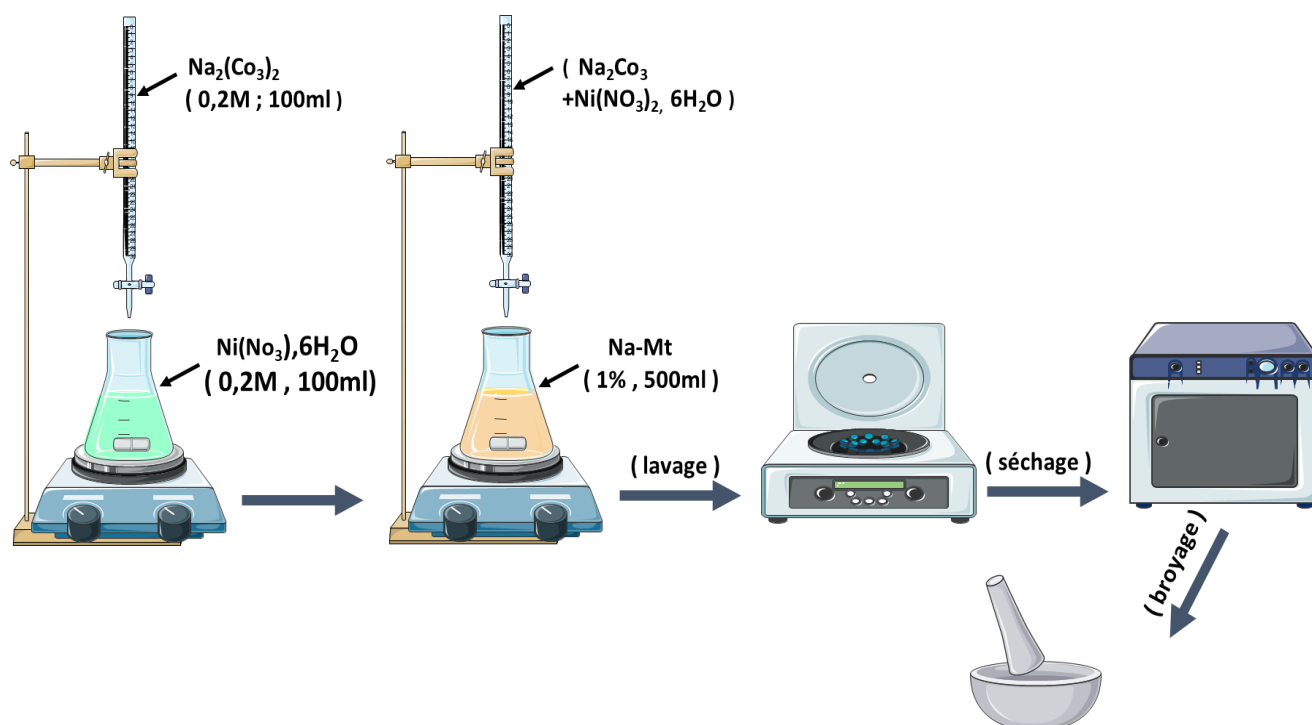 Na₂(Co₃)₂
( 0,2M ; 100ml )
Ni(No₃),6H₂O
(0,2M , 100ml)
( Na₂Co₃
+Ni(NO₃)₂, 6H₂O )
Na-Mt
( 1% , 500ml )
( lavage )
( séchage )
( broyage )